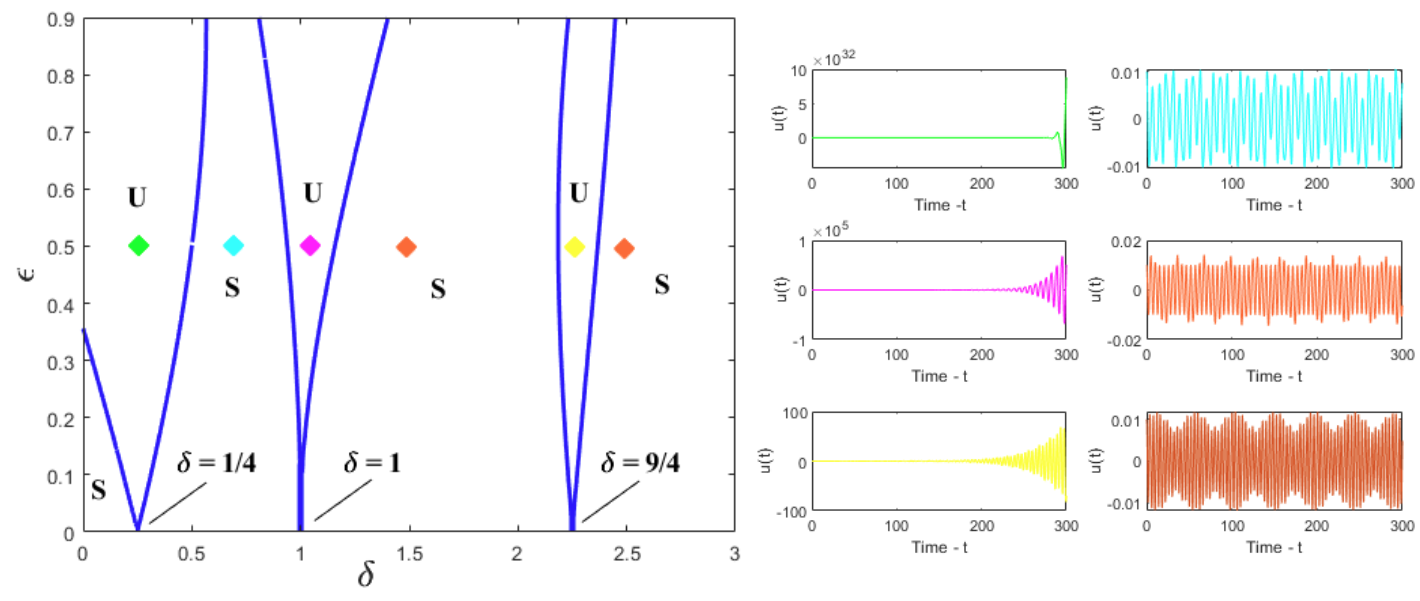 0.9
0.8
0.7
0.6
0.5
0.4
0.3
0.2
0.1
0
ϵ
U
U
U
S
S
S
S
δ = 1/4
δ = 1
δ = 9/4
0 0.5 1 1.5 2 2.5 3
δ
×10^32
10
5
0
u(t)
0 100 200 300
Time -t
0.01
0
-0.01
u(t)
0 100 200 300
Time - t
×10^5
1
0
-1
u(t)
0 100 200 300
Time - t
0.02
0
-0.02
u(t)
0 100 200 300
Time - t
100
0
-100
u(t)
0 100 200 300
Time - t
0.01
0
-0.01
u(t)
0 100 200 300
Time - t